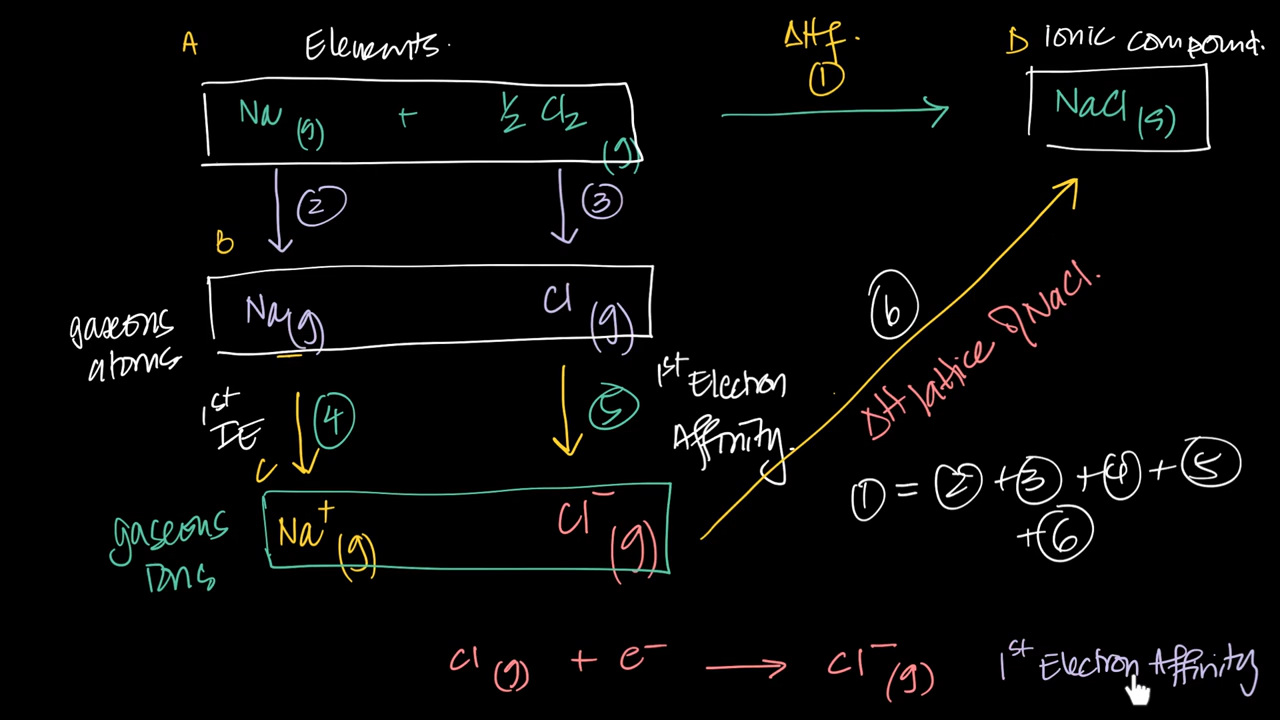 A Elements.
ΔHf.
①
D ionic compound.
Na (g) + ½ Cl₂ (g)
NaCl (s)
② ③
B
gaseous atoms
Na(g) Cl (g)
1st IE ④
⑤ 1st Electron Affinity.
⑥
ΔH lattice of NaCl.
① = ② + ③ + ④ + ⑤
+ ⑥
C
gaseous ions
Na⁺(g) Cl⁻(g)
Cl(g) + e⁻ → Cl⁻(g) 1st Electron Affinity